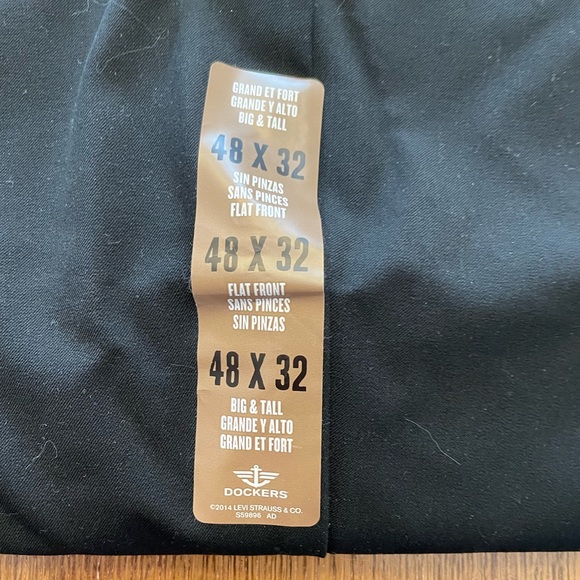 GRAND ET FORT
GRANDE Y ALTO
BIG & TALL
48 X 32
SIN PINZAS
SANS PINCES
FLAT FRONT
48 X 32
FLAT FRONT
SANS PINCES
SIN PINZAS
48 X 32
BIG & TALL
GRANDE Y ALTO
GRAND ET FORT
DOCKERS
©2014 LEVI STRAUSS & CO.
S59896 AD